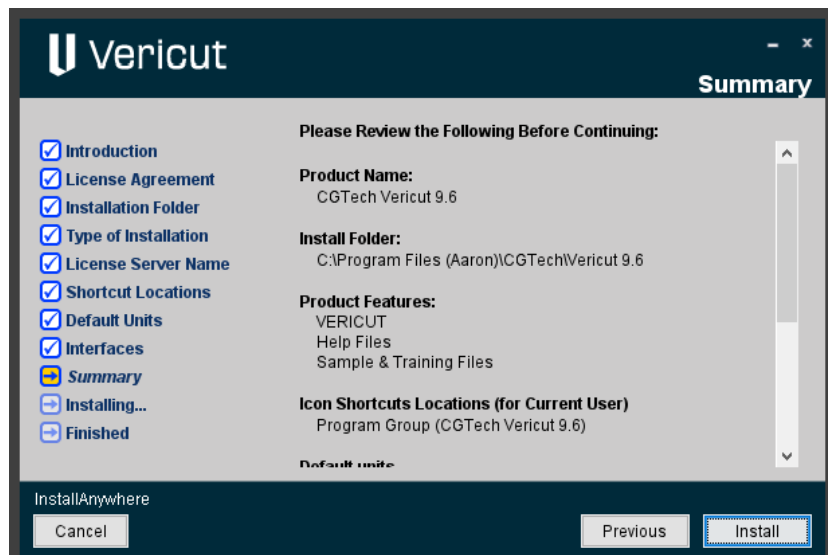 Vericut
Summary
Introduction
License Agreement
Installation Folder
Type of Installation
License Server Name
Shortcut Locations
Default Units
Interfaces
Summary
Installing...
Finished
Please Review the Following Before Continuing:
Product Name:
CGTech Vericut 9.6
Install Folder:
C:\Program Files (Aaron)\CGTech\Vericut 9.6
Product Features:
VERICUT
Help Files
Sample & Training Files
Icon Shortcuts Locations (for Current User)
Program Group (CGTech Vericut 9.6)
Default units
InstallAnywhere
Cancel
Previous
Install